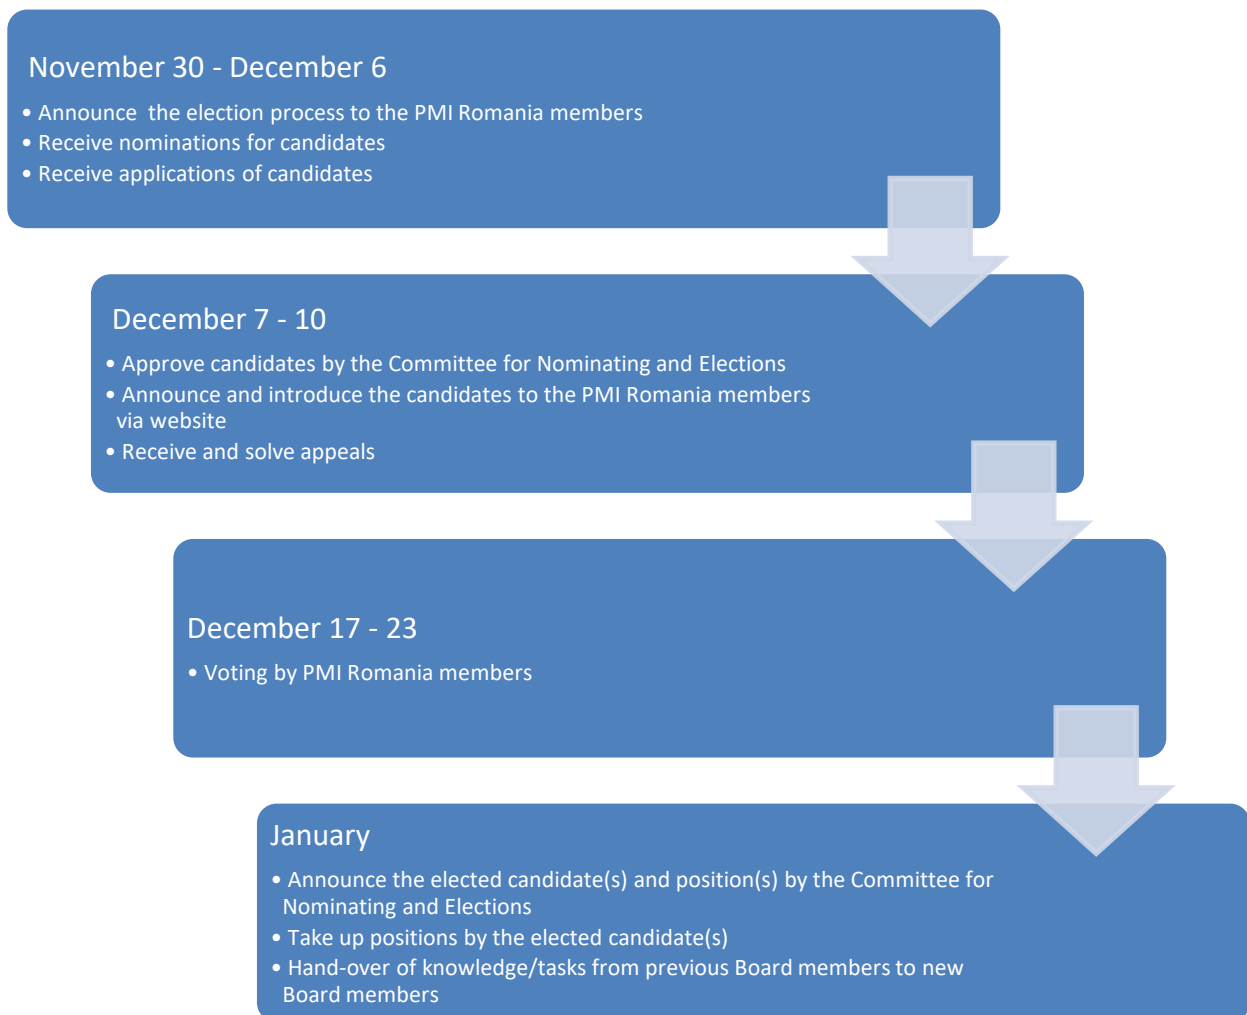 November 30 - December 6
• Announce  the election process to the PMI Romania members
• Receive nominations for candidates
• Receive applications of candidates
December 7 - 10
• Approve candidates by the Committee for Nominating and Elections
• Announce and introduce the candidates to the PMI Romania members
via website
• Receive and solve appeals
December 17 - 23
• Voting by PMI Romania members
January
• Announce the elected candidate(s) and position(s) by the Committee for
Nominating and Elections
• Take up positions by the elected candidate(s)
• Hand-over of knowledge/tasks from previous Board members to new
Board members